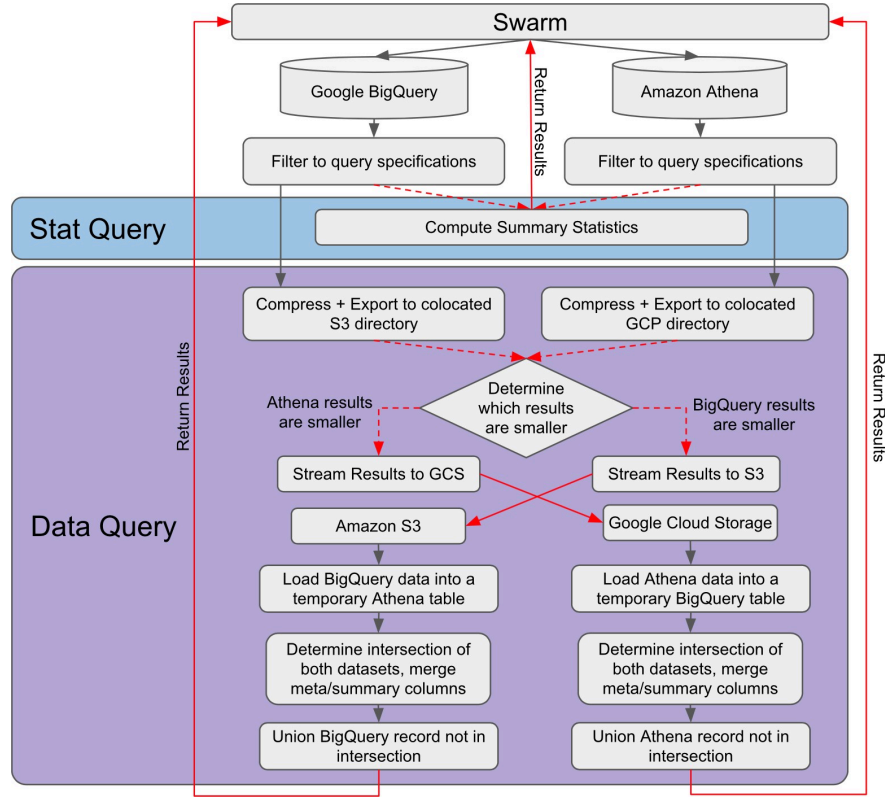 Swarm
Google BigQuery
Amazon Athena
Return Results
Filter to query specifications
Filter to query specifications
Stat Query
Compute Summary Statistics
Data Query
Compress + Export to colocated
S3 directory
Compress + Export to colocated
GCP directory
Return Results
Return Results
Determine
which results
are smaller
Athena results
are smaller
BigQuery results
are smaller
Stream Results to GCS
Stream Results to S3
Amazon S3
Google Cloud Storage
Load BigQuery data into a
temporary Athena table
Load Athena data into a
temporary BigQuery table
Determine intersection of
both datasets, merge
meta/summary columns
Determine intersection of
both datasets, merge
meta/summary columns
Union BigQuery record not in
intersection
Union Athena record not in
intersection